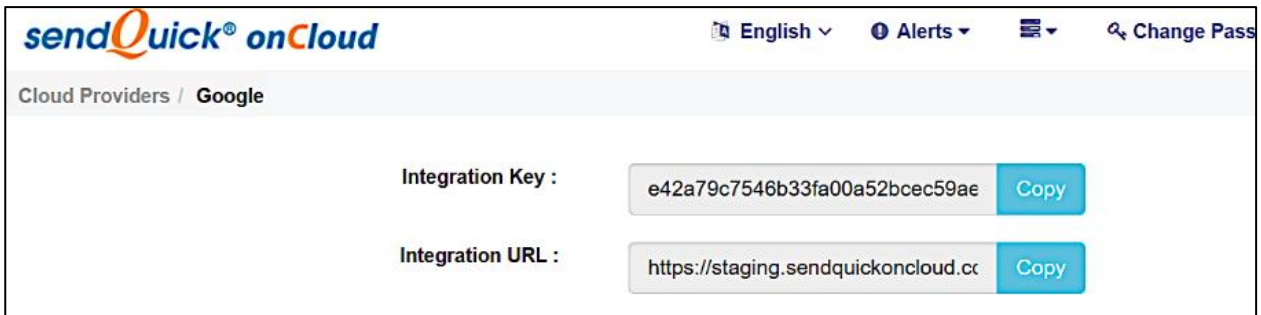 sendQuick® onCloud
English
Alerts
Change Pass
Cloud Providers / Google
Integration Key :
e42a79c7546b33fa00a52bcec59ae
Copy
Integration URL :
https://staging.sendquickoncloud.cc
Copy